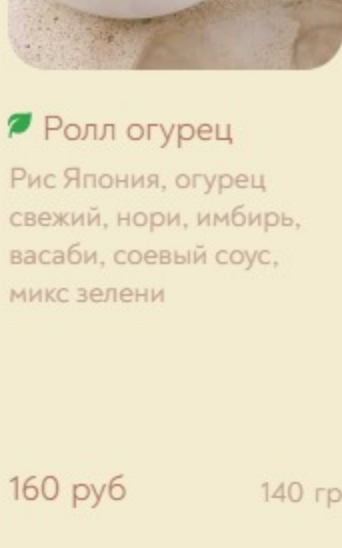 Ролл огурец
Рис Япония, огурец
свежий, нори, имбирь,
васаби, соевый соус,
микс зелени
160 руб
140 гр